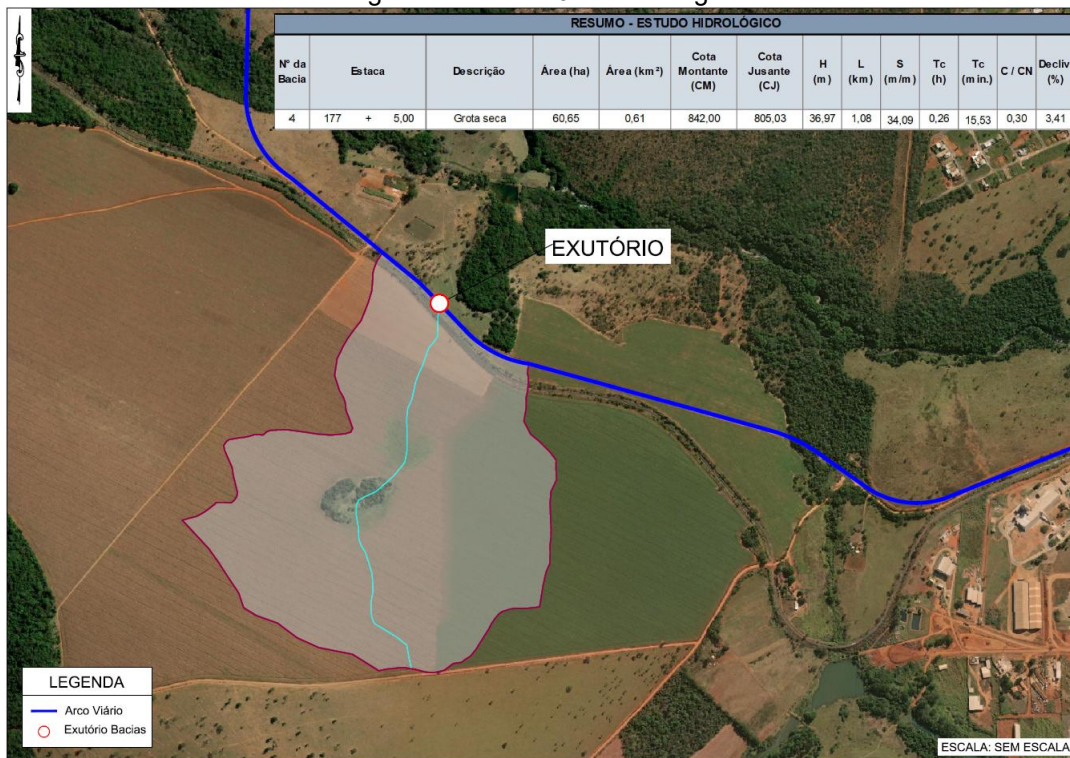 RESUMO - ESTUDO HIDROLÓGICO
Nº da Bacia Estaca Descrição Área (ha) Área (km²) Cota Montante (CM) Cota Jusante (CJ) H (m) L (km) S (m/m) Tc (h) Tc (min.) C / CN Decliv (%)
4 177 + 5,00 Grota seca 60,65 0,61 842,00 805,03 36,97 1,08 34,09 0,26 15,53 0,30 3,41
EXUTÓRIO
LEGENDA
Arco Viário
Exutório Bacias
ESCALA: SEM ESCALA